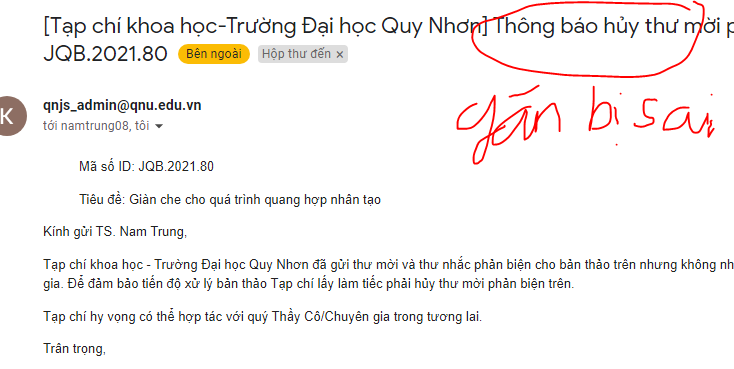 [Tạp chí khoa học-Trường Đại học Quy Nhơn] Thông báo hủy thư mời p
JQB.2021.80 Bên ngoài Hộp thư đến ×
gắn bị sai
K qnjs_admin@qnu.edu.vn
tới namtrung08, tôi
Mã số ID: JQB.2021.80
Tiêu đề: Giàn che cho quá trình quang hợp nhân tạo
Kính gửi TS. Nam Trung,
Tạp chí khoa học - Trường Đại học Quy Nhơn đã gửi thư mời và thư nhắc phản biện cho bản thảo trên nhưng không nh
gia. Để đảm bảo tiến độ xử lý bản thảo Tạp chí lấy làm tiếc phải hủy thư mời phản biện trên.
Tạp chí hy vọng có thể hợp tác với quý Thầy Cô/Chuyên gia trong tương lai.
Trân trọng,